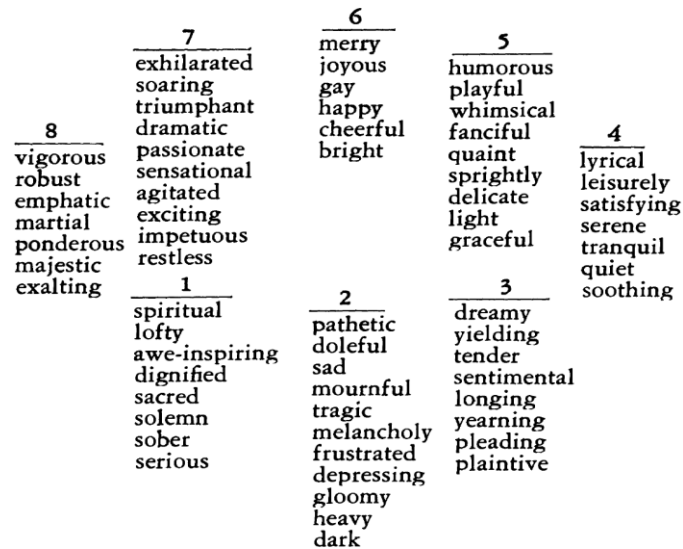 6
merry
joyous
gay
happy
cheerful
bright
7
exhilarated
soaring
triumphant
dramatic
passionate
sensational
agitated
exciting
impetuous
restless
5
humorous
playful
whimsical
fanciful
quaint
sprightly
delicate
light
graceful
8
vigorous
robust
emphatic
martial
ponderous
majestic
exalting
4
lyrical
leisurely
satisfying
serene
tranquil
quiet
soothing
1
spiritual
lofty
awe-inspiring
dignified
sacred
solemn
sober
serious
2
pathetic
doleful
sad
mournful
tragic
melancholy
frustrated
depressing
gloomy
heavy
dark
3
dreamy
yielding
tender
sentimental
longing
yearning
pleading
plaintive